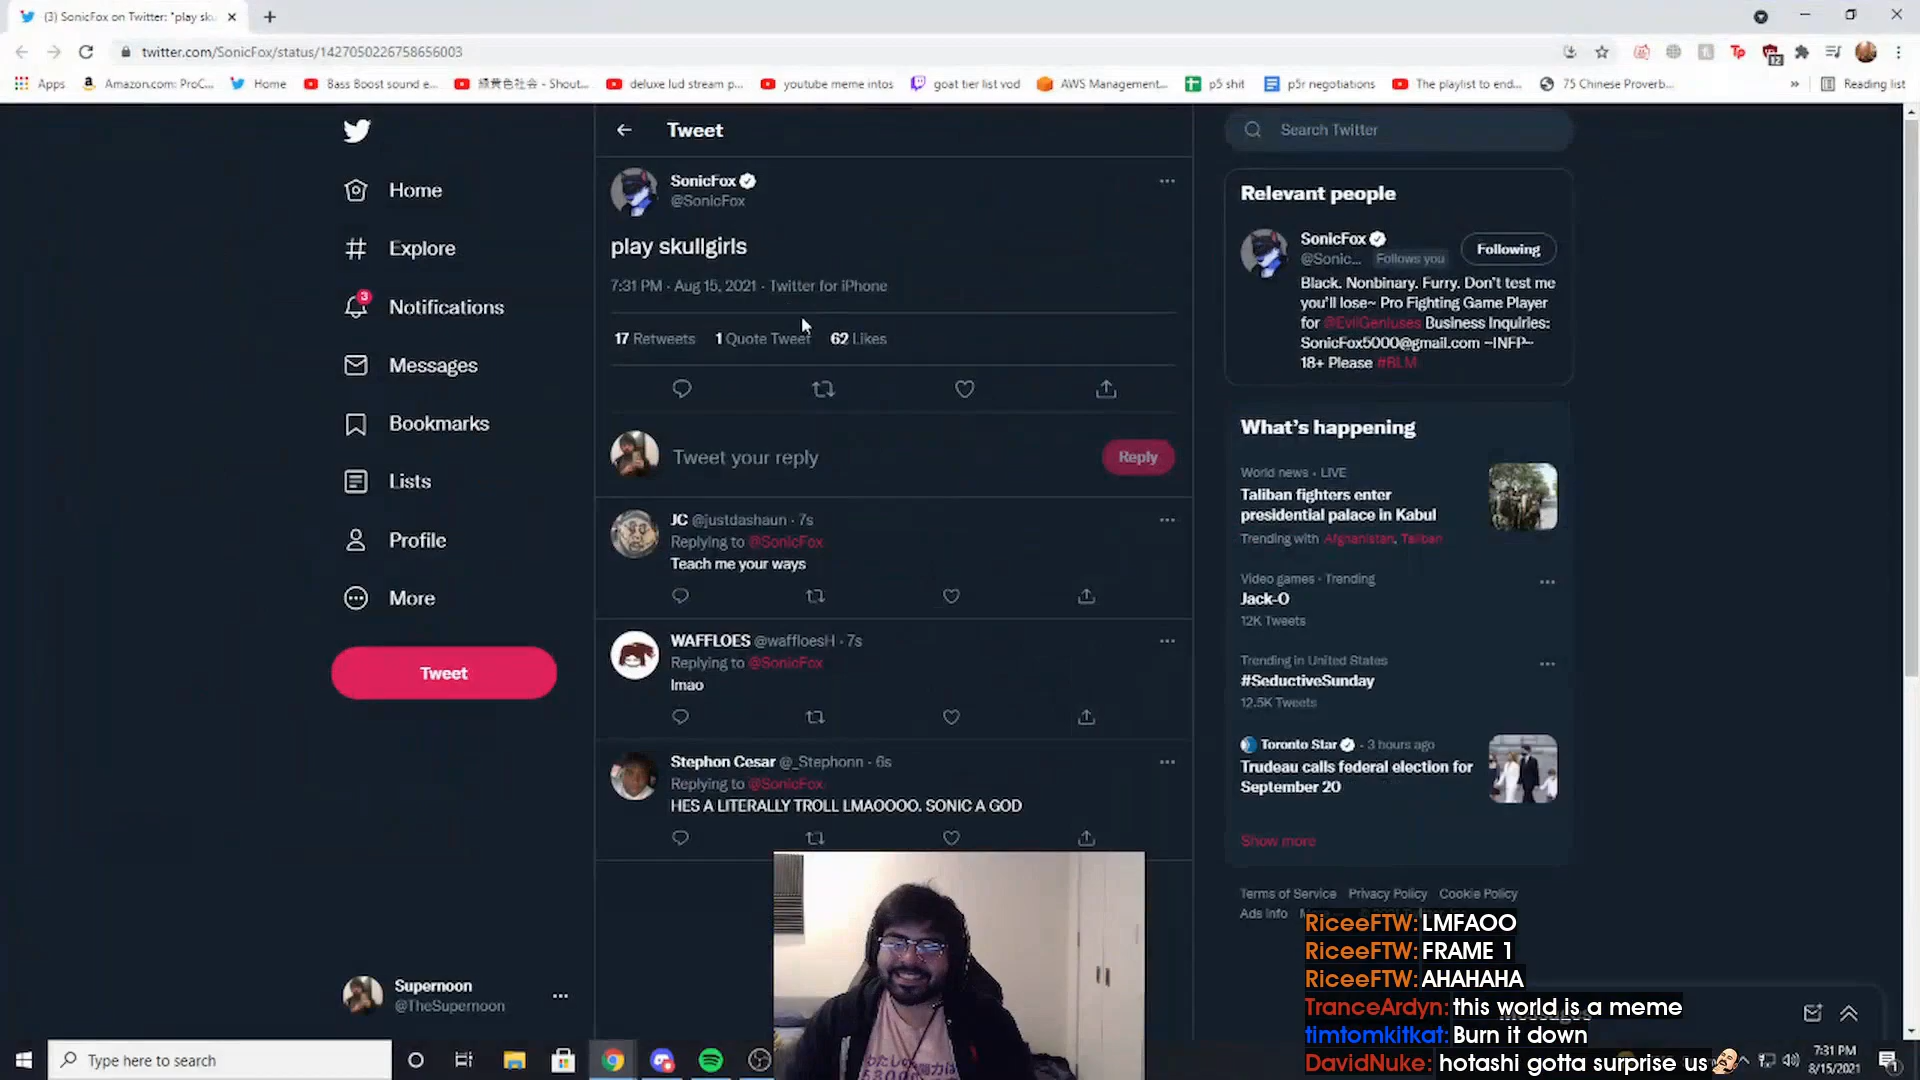 (3) SonicFox on Twitter: "play sku
twitter.com/SonicFox/status/1427050226758656003
Apps
Amazon.com: ProC...
Home
Bass Boost sound e...
緑黄色社会 - Shout...
deluxe lud stream p...
youtube meme intos
goat tier list vod
AWS Management...
p5 shit
p5r negotiations
The playlist to end...
75 Chinese Proverb...
»
Reading list
Home
Explore
3
Notifications
Messages
Bookmarks
Lists
Profile
More
Tweet
Supernoon
@TheSupernoon
Tweet
SonicFox
@SonicFox
play skullgirls
7:31 PM · Aug 15, 2021 · Twitter for iPhone
17 Retweets 1 Quote Tweet 62 Likes
Tweet your reply
Reply
JC @justdashaun · 7s
Replying to @SonicFox
Teach me your ways
WAFFLOES @waffloesH · 7s
Replying to @SonicFox
lmao
Stephon Cesar @_Stephonn · 6s
Replying to @SonicFox
HES A LITERALLY TROLL LMAOOOO. SONIC A GOD
Search Twitter
Relevant people
SonicFox
@Sonic... Follows you
Following
Black. Nonbinary. Furry. Don't test me
you'll lose~ Pro Fighting Game Player
for @EvilGeniuses Business Inquiries:
SonicFox5000@gmail.com ~INFP~
18+ Please #BLM
What's happening
World news · LIVE
Taliban fighters enter
presidential palace in Kabul
Trending with Afghanistan, Taliban
Video games · Trending
Jack-O
12K Tweets
Trending in United States
#SeductiveSunday
12.5K Tweets
Toronto Star · 3 hours ago
Trudeau calls federal election for
September 20
Show more
Terms of Service Privacy Policy Cookie Policy
Ads info
RiceeFTW: LMFAOO
RiceeFTW: FRAME 1
RiceeFTW: AHAHAHA
TranceArdyn: this world is a meme
timtomkitkat: Burn it down
DavidNuke: hotashi gotta surprise us
Type here to search
7:31 PM
8/15/2021